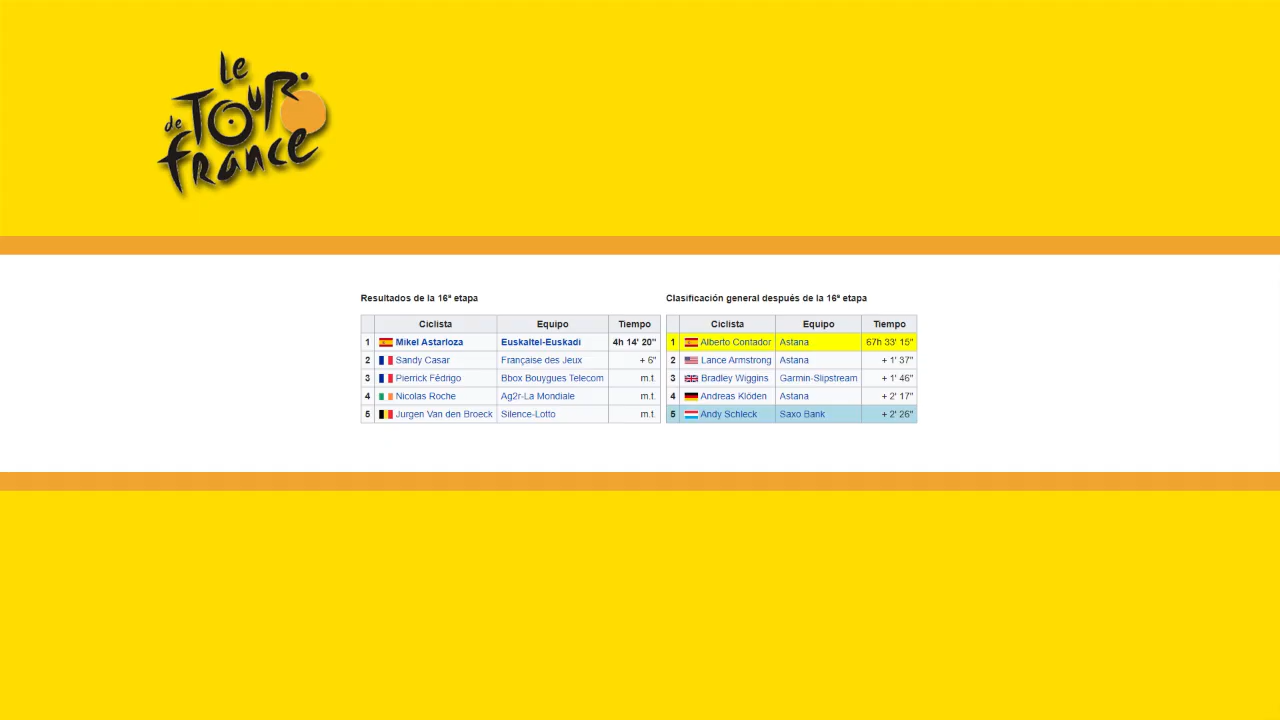 Le
de TOUR
france
Resultados de la 16ª etapa
Ciclista Equipo Tiempo
1 Mikel Astarloza Euskaltel-Euskadi 4h 14' 20"
2 Sandy Casar Française des Jeux + 6"
3 Pierrick Fédrigo Bbox Bouygues Telecom m.t.
4 Nicolas Roche Ag2r-La Mondiale m.t.
5 Jurgen Van den Broeck Silence-Lotto m.t.
Clasificación general después de la 16ª etapa
Ciclista Equipo Tiempo
1 Alberto Contador Astana 67h 33' 15"
2 Lance Armstrong Astana + 1' 37"
3 Bradley Wiggins Garmin-Slipstream + 1' 46"
4 Andreas Klöden Astana + 2' 17"
5 Andy Schleck Saxo Bank + 2' 26"